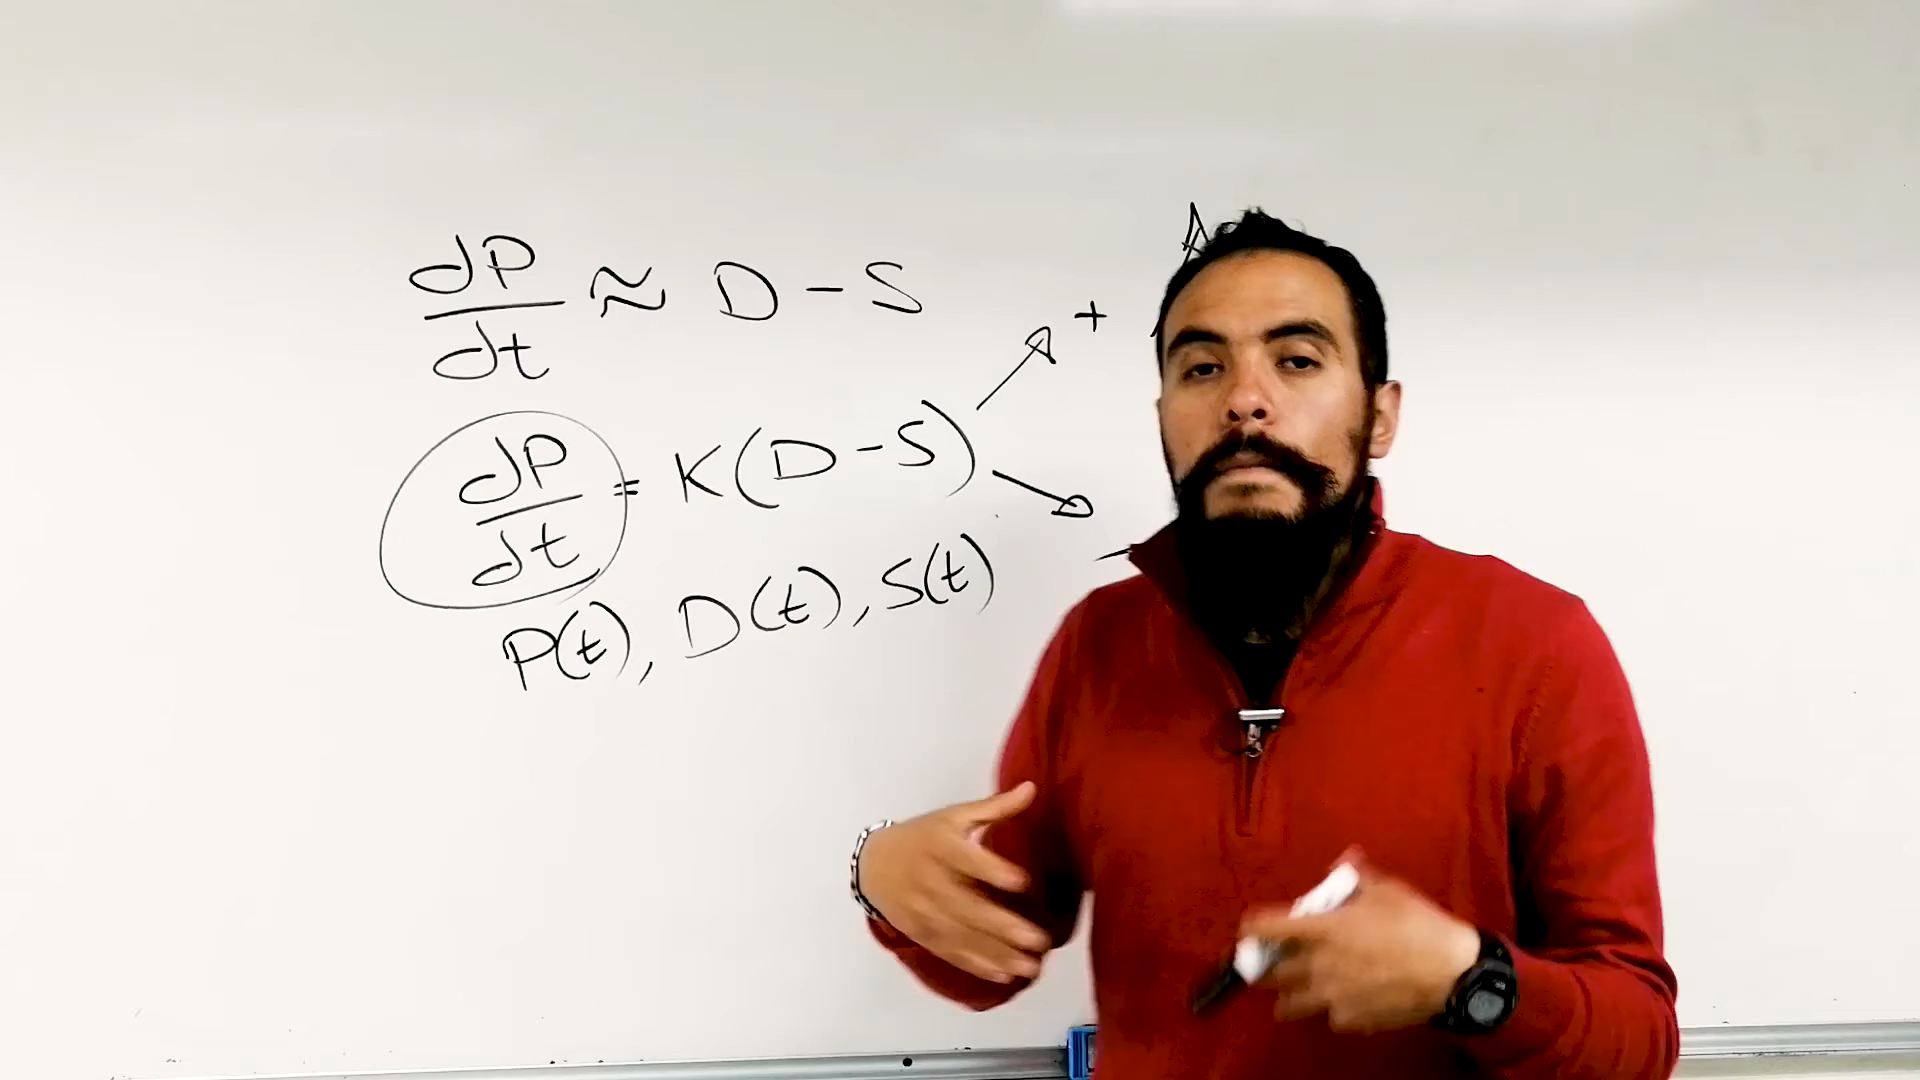 dP/dt ≈ D - S
+
dP/dt = K(D - S)
-
P(t), D(t), S(t)